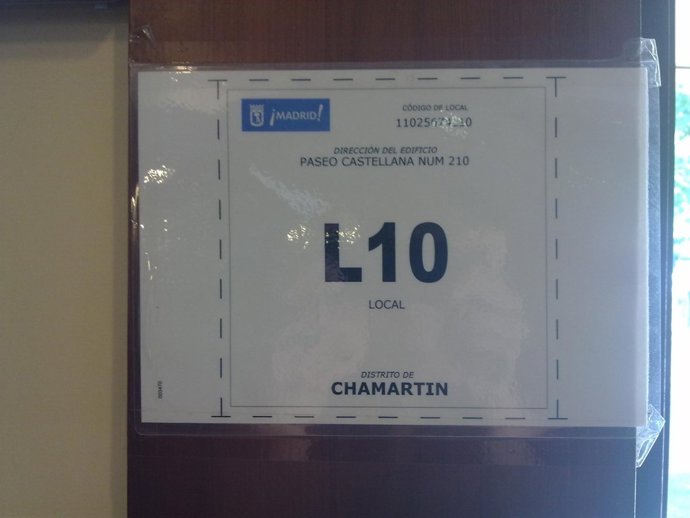 ¡MADRID!
CÓDIGO DE LOCAL
DIRECCIÓN DEL EDIFICIO
PASEO CASTELLANA NUM 210
L10
LOCAL
DISTRITO DE
CHAMARTIN